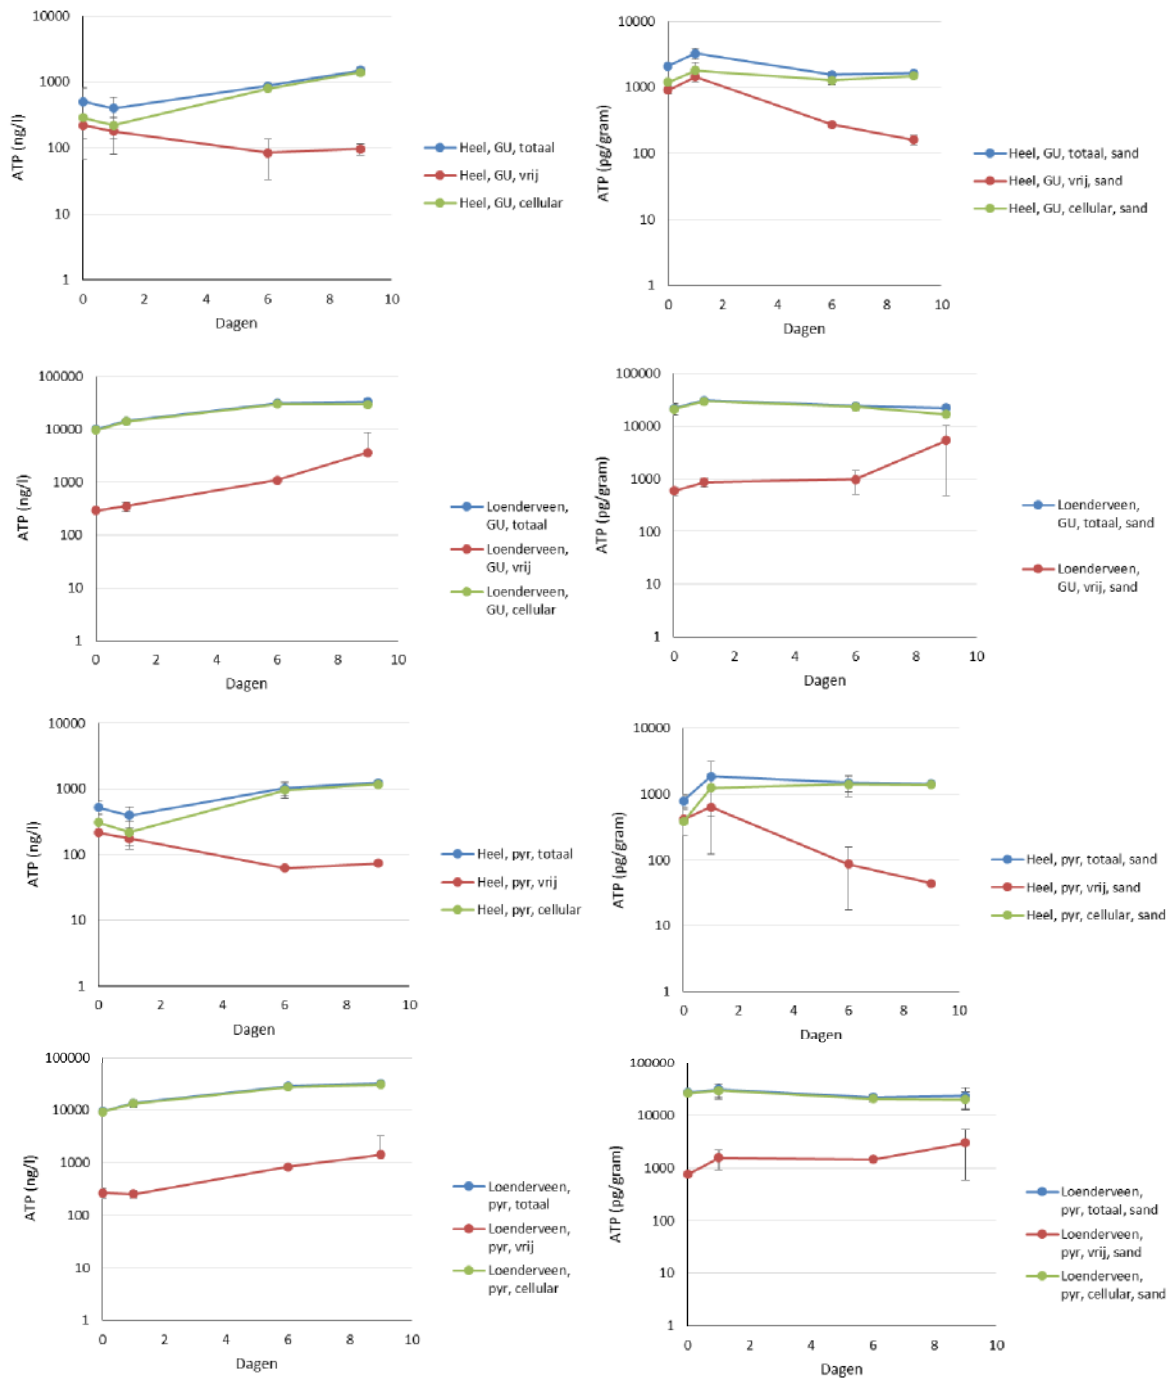 10000
1000
100
10
1
ATP (ng/l)
0 2 4 6 8 10
Dagen
Heel, GU, totaal
Heel, GU, vrij
Heel, GU, cellular
10000
1000
100
10
1
ATP (pg/gram)
0 2 4 6 8 10
Dagen
Heel, GU, totaal, sand
Heel, GU, vrij, sand
Heel, GU, cellular, sand
100000
10000
1000
100
10
1
ATP (ng/l)
0 2 4 6 8 10
Dagen
Loenderveen,
GU, totaal
Loenderveen,
GU, vrij
Loenderveen,
GU, cellular
100000
10000
1000
100
10
1
ATP (pg/gram)
0 2 4 6 8 10
Dagen
Loenderveen,
GU, totaal, sand
Loenderveen,
GU, vrij, sand
10000
1000
100
10
1
ATP (ng/l)
0 2 4 6 8 10
Dagen
Heel, pyr, totaal
Heel, pyr, vrij
Heel, pyr, cellular
10000
1000
100
10
1
ATP (pg/gram)
0 2 4 6 8 10
Dagen
Heel, pyr, totaal, sand
Heel, pyr, vrij, sand
Heel, pyr, cellular, sand
100000
10000
1000
100
10
1
ATP (ng/l)
0 2 4 6 8 10
Dagen
Loenderveen,
pyr, totaal
Loenderveen,
pyr, vrij
Loenderveen,
pyr, cellular
100000
10000
1000
100
10
1
ATP (pg/gram)
0 2 4 6 8 10
Dagen
Loenderveen,
pyr, totaal, sand
Loenderveen,
pyr, vrij, sand
Loenderveen,
pyr, cellular, sand